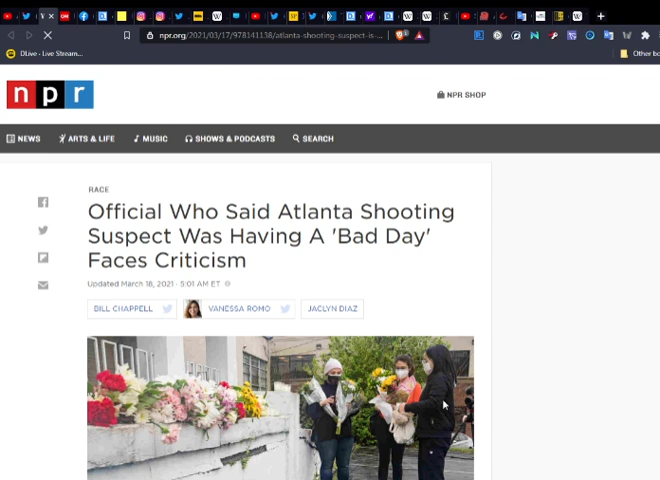 npr.org/2021/03/17/978141138/atlanta-shooting-suspect-is-...
DLive - Live Stream...
Other bo
npr
NPR SHOP
NEWS
ARTS & LIFE
MUSIC
SHOWS & PODCASTS
SEARCH
RACE
Official Who Said Atlanta Shooting
Suspect Was Having A 'Bad Day'
Faces Criticism
Updated March 18, 2021 · 5:01 AM ET
BILL CHAPPELL
VANESSA ROMO
JACLYN DIAZ